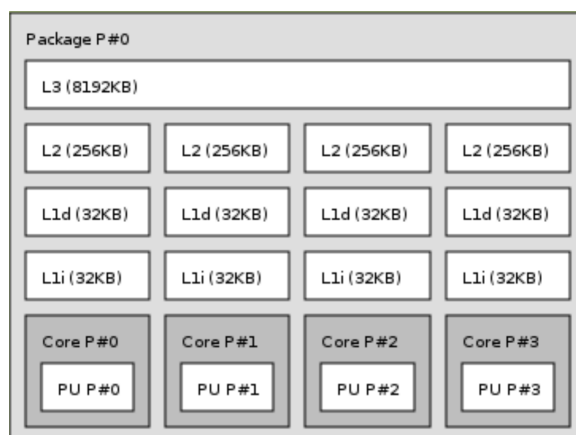 Package P#0
L3 (8192KB)
L2 (256KB) L2 (256KB) L2 (256KB) L2 (256KB)
L1d (32KB) L1d (32KB) L1d (32KB) L1d (32KB)
L1i (32KB) L1i (32KB) L1i (32KB) L1i (32KB)
Core P#0 Core P#1 Core P#2 Core P#3
PU P#0 PU P#1 PU P#2 PU P#3